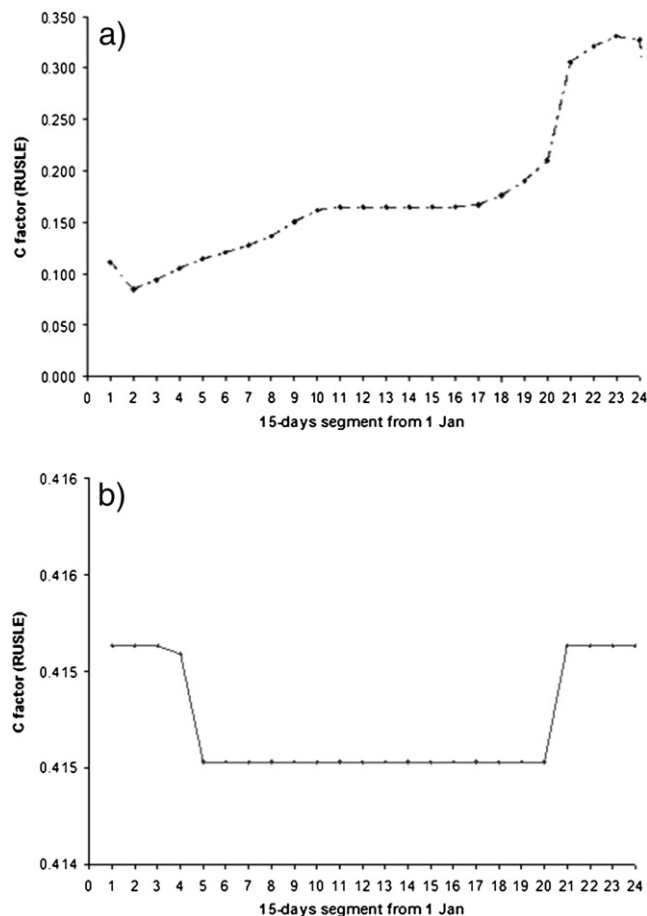 a)
0.350
0.300
0.250
0.200
0.150
0.100
0.050
0.000
C factor (RUSLE)
0 1 2 3 4 5 6 7 8 9 10 11 12 13 14 15 16 17 18 19 20 21 22 23 24
15-days segment from 1 Jan
b)
0.416
0.416
0.415
0.415
0.414
C factor (RUSLE)
0 1 2 3 4 5 6 7 8 9 10 11 12 13 14 15 16 17 18 19 20 21 22 23 24
15-days segment from 1 Jan